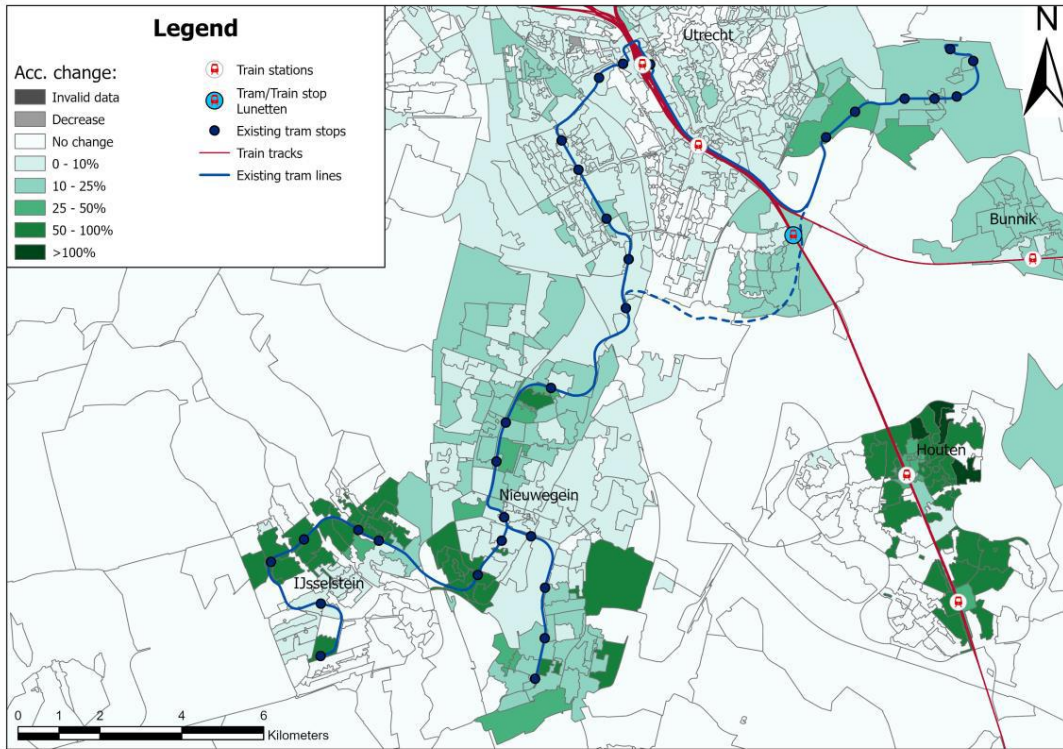 Legend
Acc. change:
Invalid data
Decrease
No change
0 - 10%
10 - 25%
25 - 50%
50 - 100%
>100%
Train stations
Tram/Train stop
Lunetten
Existing tram stops
Train tracks
Existing tram lines
N
Utrecht
Bunnik
Houten
Nieuwegein
IJsselstein
0 1 2 4 6
Kilometers